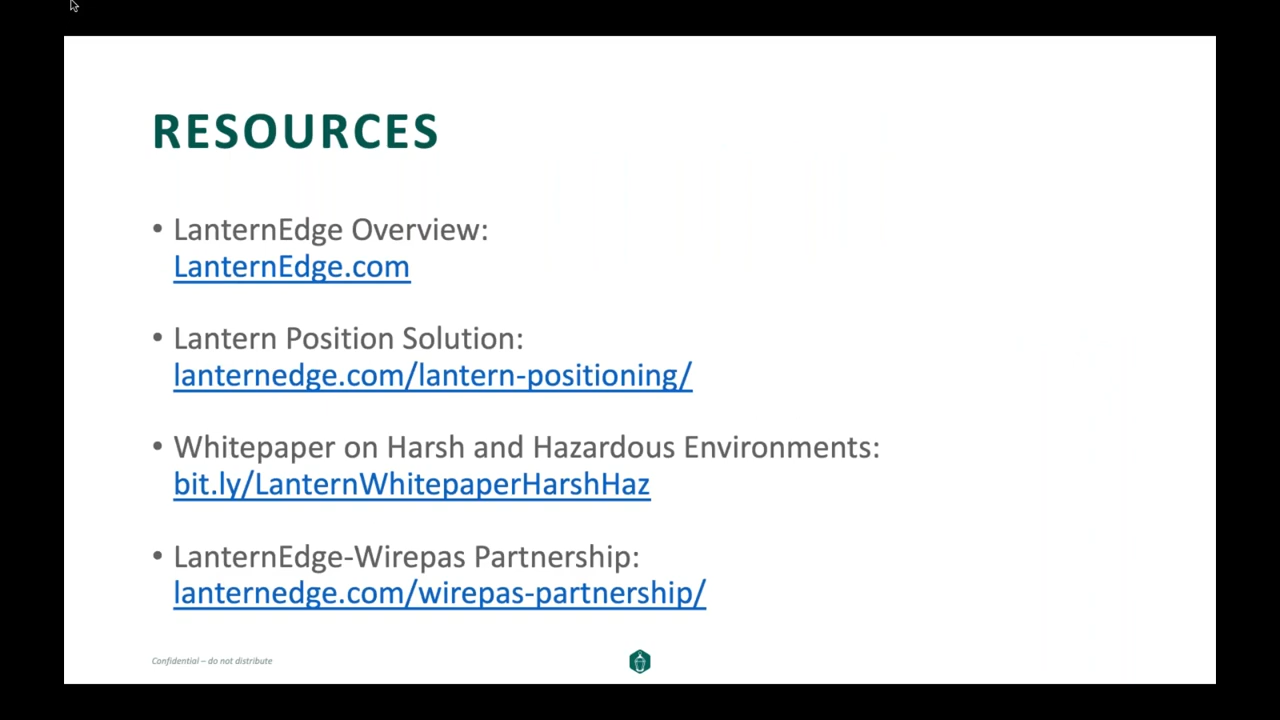 RESOURCES
• LanternEdge Overview:
LanternEdge.com
• Lantern Position Solution:
lanternedge.com/lantern-positioning/
• Whitepaper on Harsh and Hazardous Environments:
bit.ly/LanternWhitepaperHarshHaz
• LanternEdge-Wirepas Partnership:
lanternedge.com/wirepas-partnership/
Confidential – do not distribute